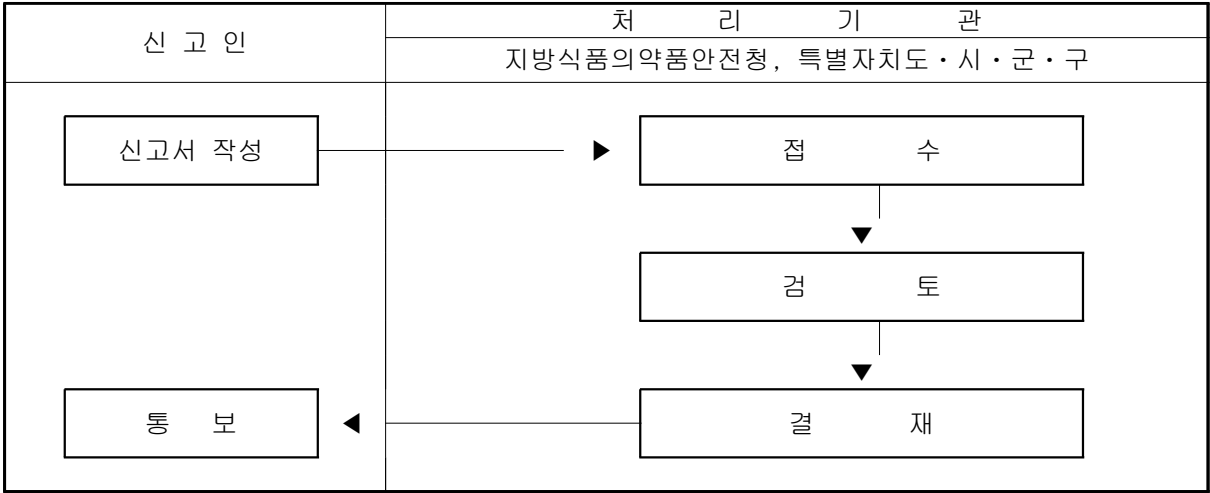 신 고 인
처 리 기 관
지방식품의약품안전청, 특별자치도·시·군·구
신고서 작성
접 수
검 토
통 보
결 재